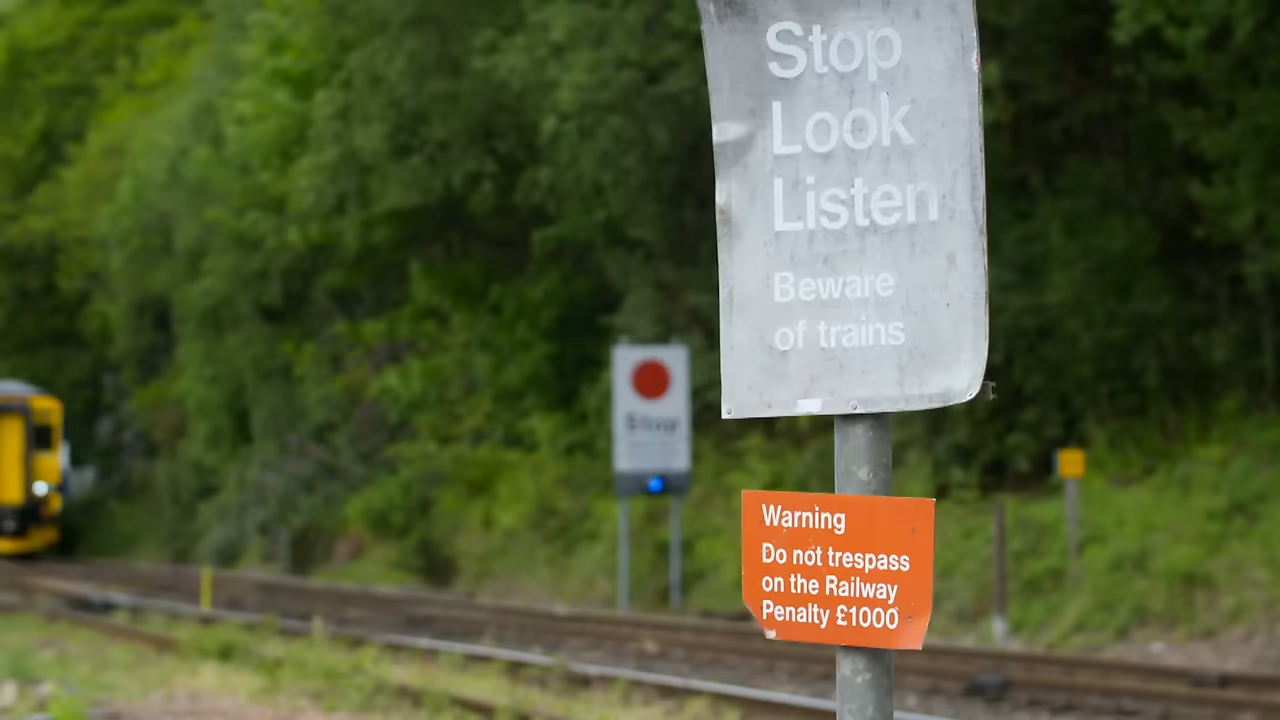 Stop
Look
Listen
Beware
of trains
Stop
Warning
Do not trespass
on the Railway
Penalty £1000